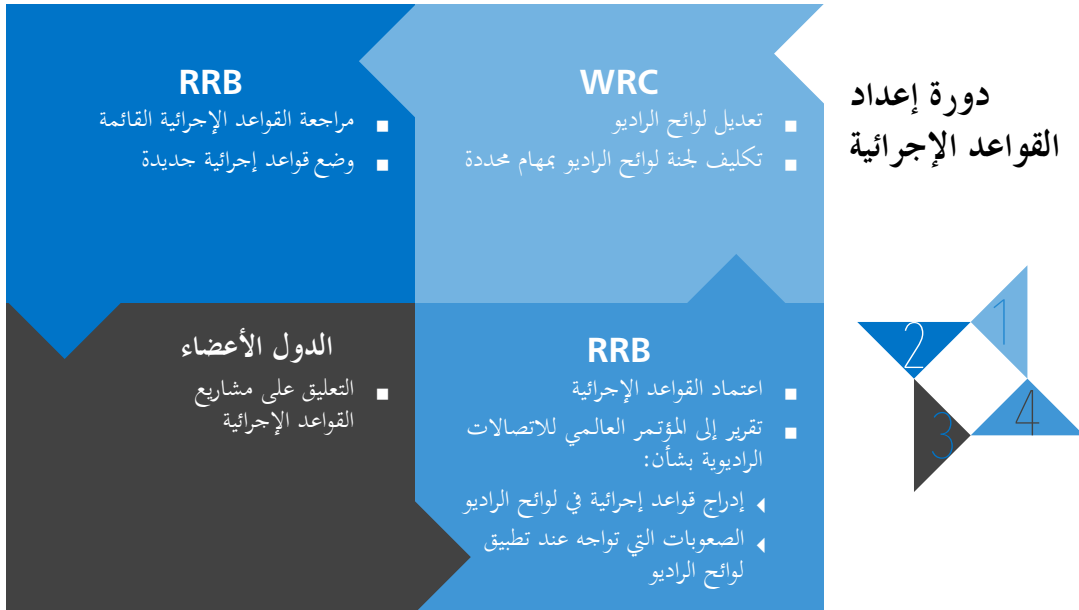 دورة إعداد
القواعد الإجرائية
WRC
▪ تعديل لوائح الراديو
▪ تكليف لجنة لوائح الراديو بمهام محددة
RRB
▪ مراجعة القواعد الإجرائية القائمة
▪ وضع قواعد إجرائية جديدة
الدول الأعضاء
▪ التعليق على مشاريع
القواعد الإجرائية
RRB
▪ اعتماد القواعد الإجرائية
▪ تقرير إلى المؤتمر العالمي للاتصالات
الراديوية بشأن:
إدراج قواعد إجرائية في لوائح الراديو
الصعوبات التي تواجه عند تطبيق
لوائح الراديو
1
2
3
4